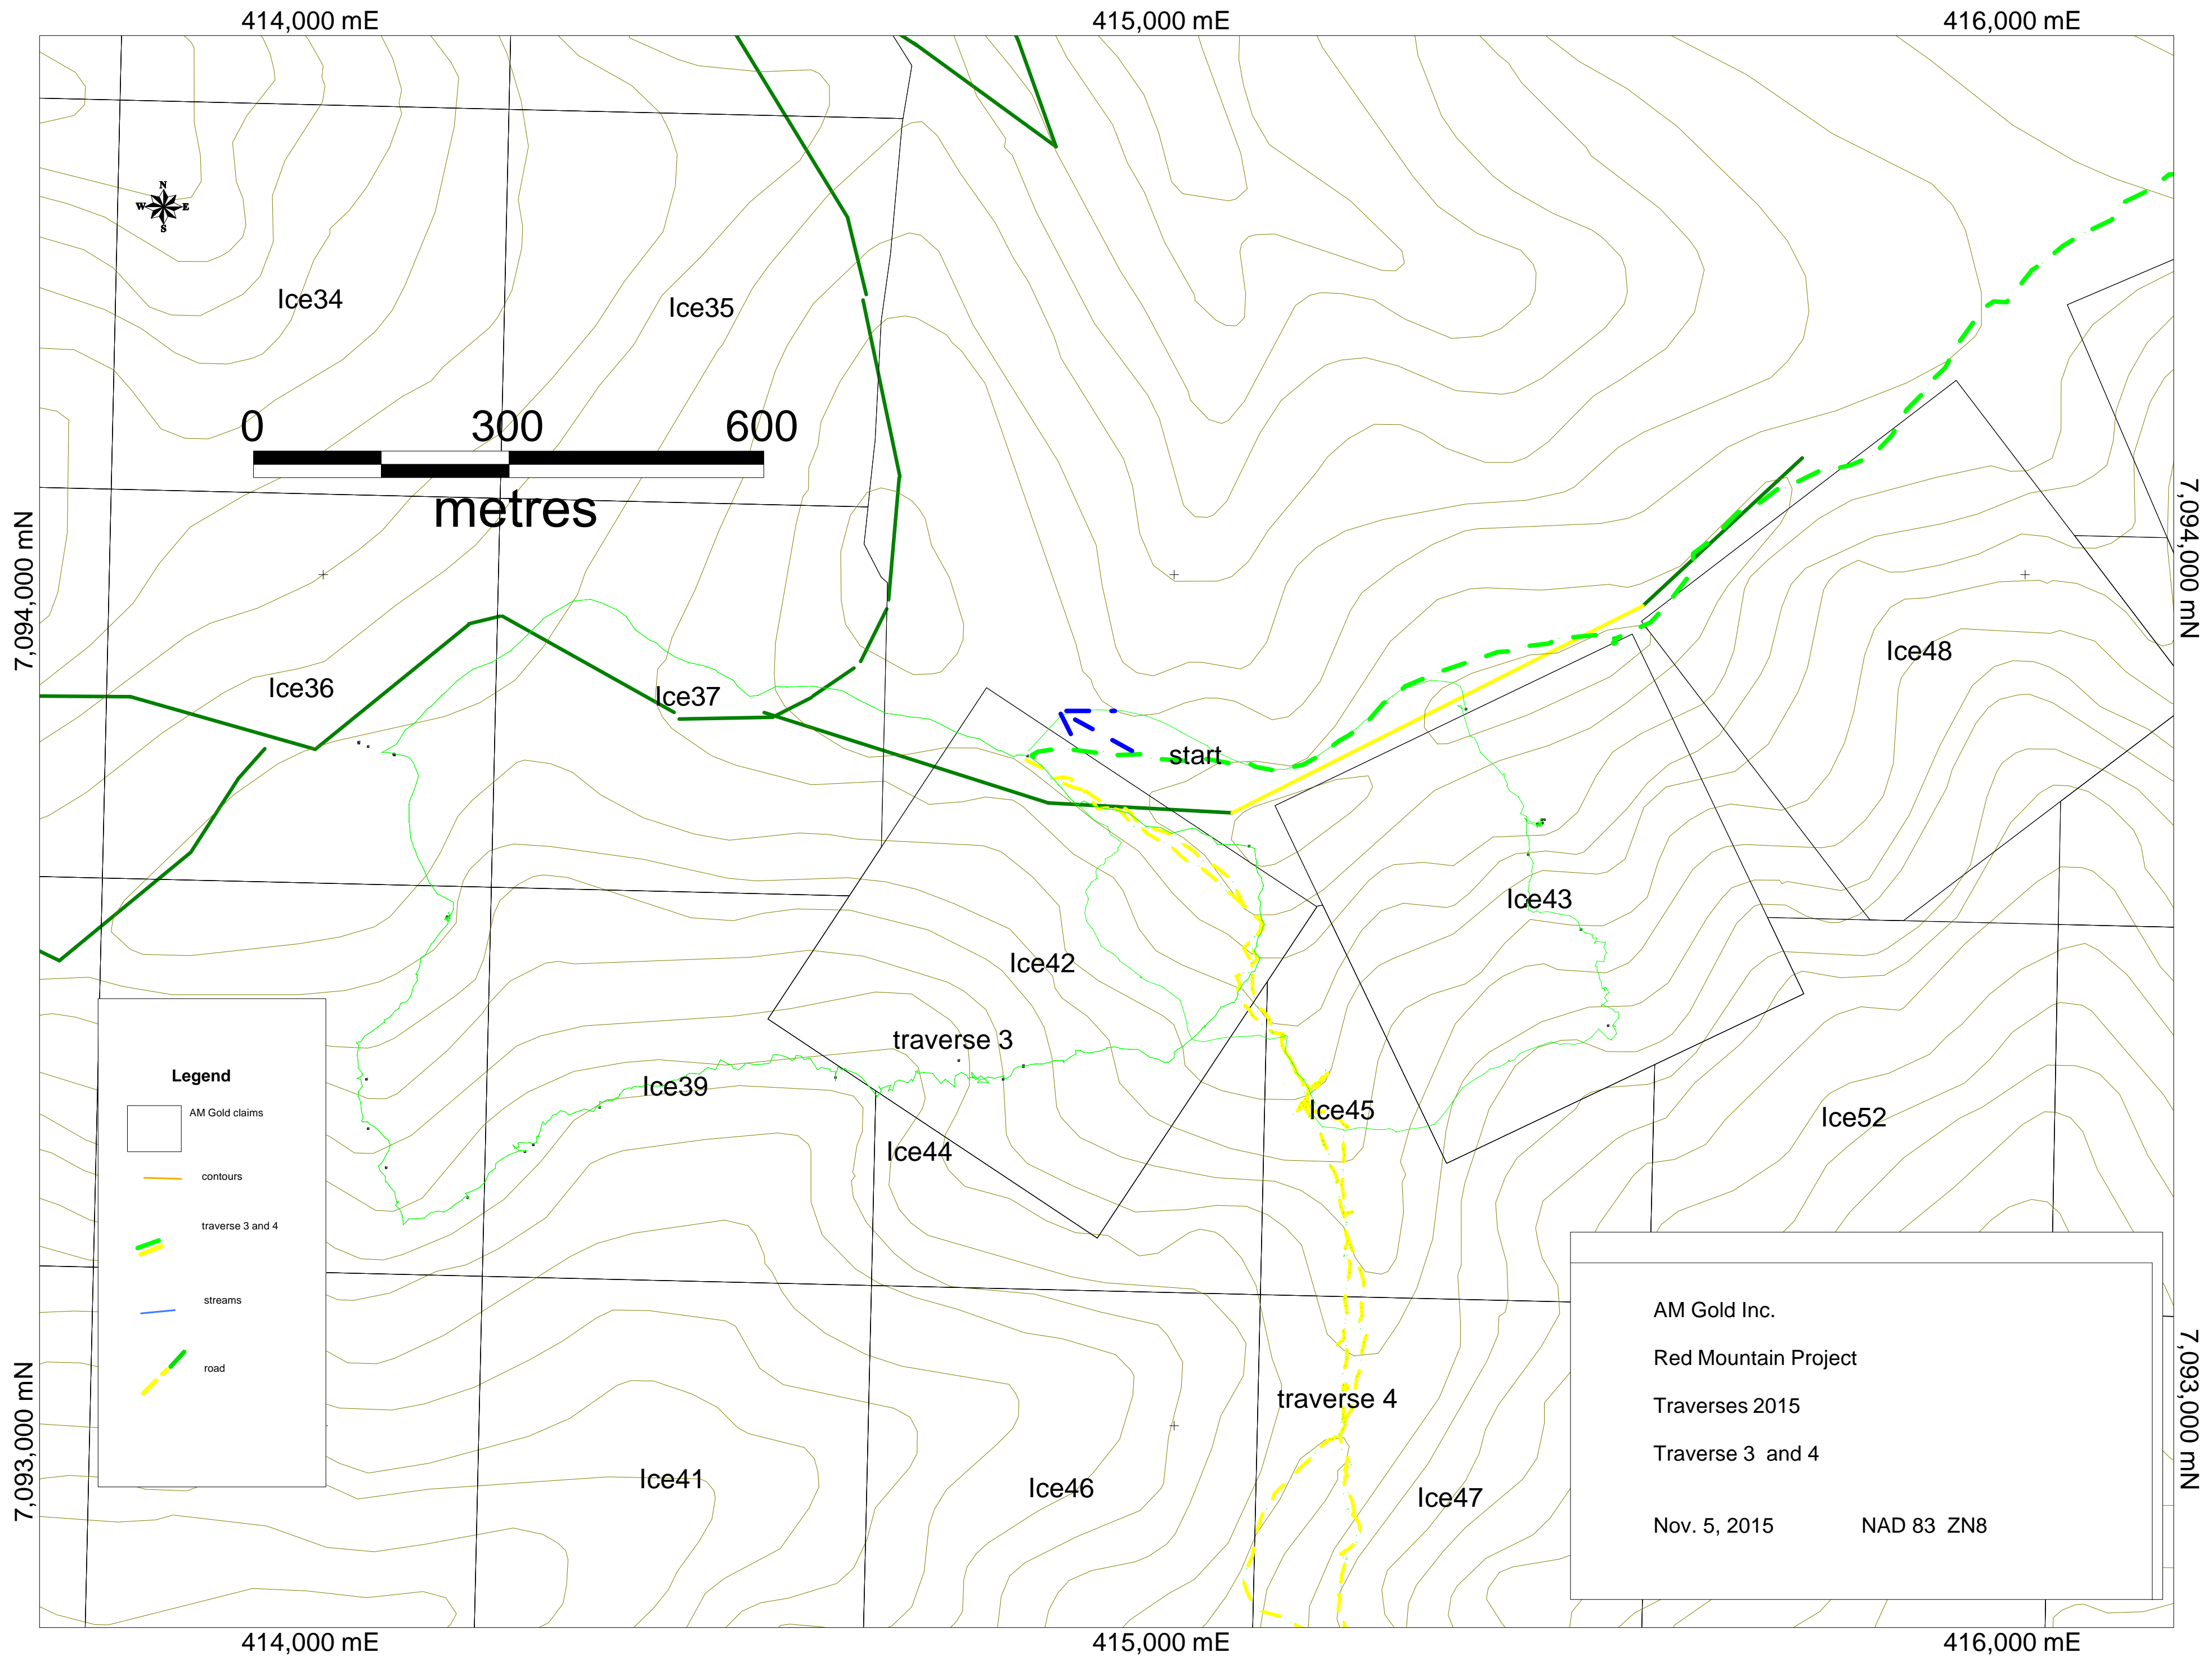 414,000 mE
415,000 mE
416,000 mE
N
W E
S
Ice34
Ice35
0 300 600
metres
7,094,000 mN
7,094,000 mN
Ice48
Ice36
Ice37
start
Ice43
Ice42
traverse 3
Ice39
Ice45
Ice52
Ice44
Legend
AM Gold claims
contours
traverse 3 and 4
streams
road
7,093,000 mN
7,093,000 mN
traverse 4
Ice41
Ice46
Ice47
AM Gold Inc.
Red Mountain Project
Traverses 2015
Traverse 3 and 4
Nov. 5, 2015 NAD 83 ZN8
414,000 mE
415,000 mE
416,000 mE